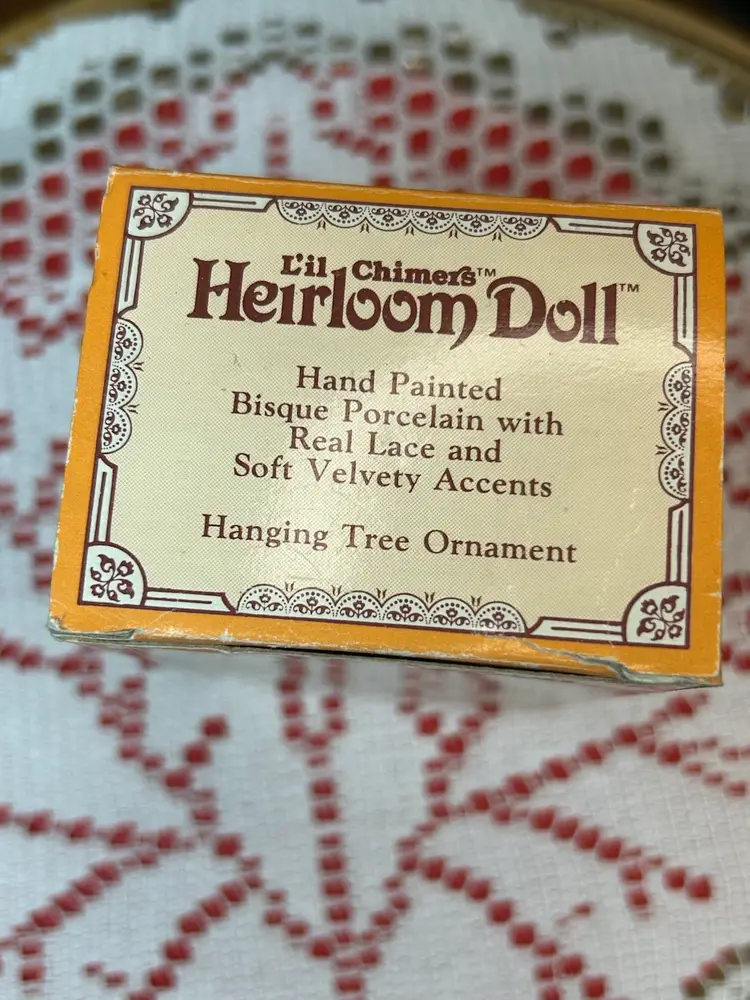 L'il Chimers™
Heirloom Doll™
Hand Painted
Bisque Porcelain with
Real Lace and
Soft Velvety Accents
Hanging Tree Ornament